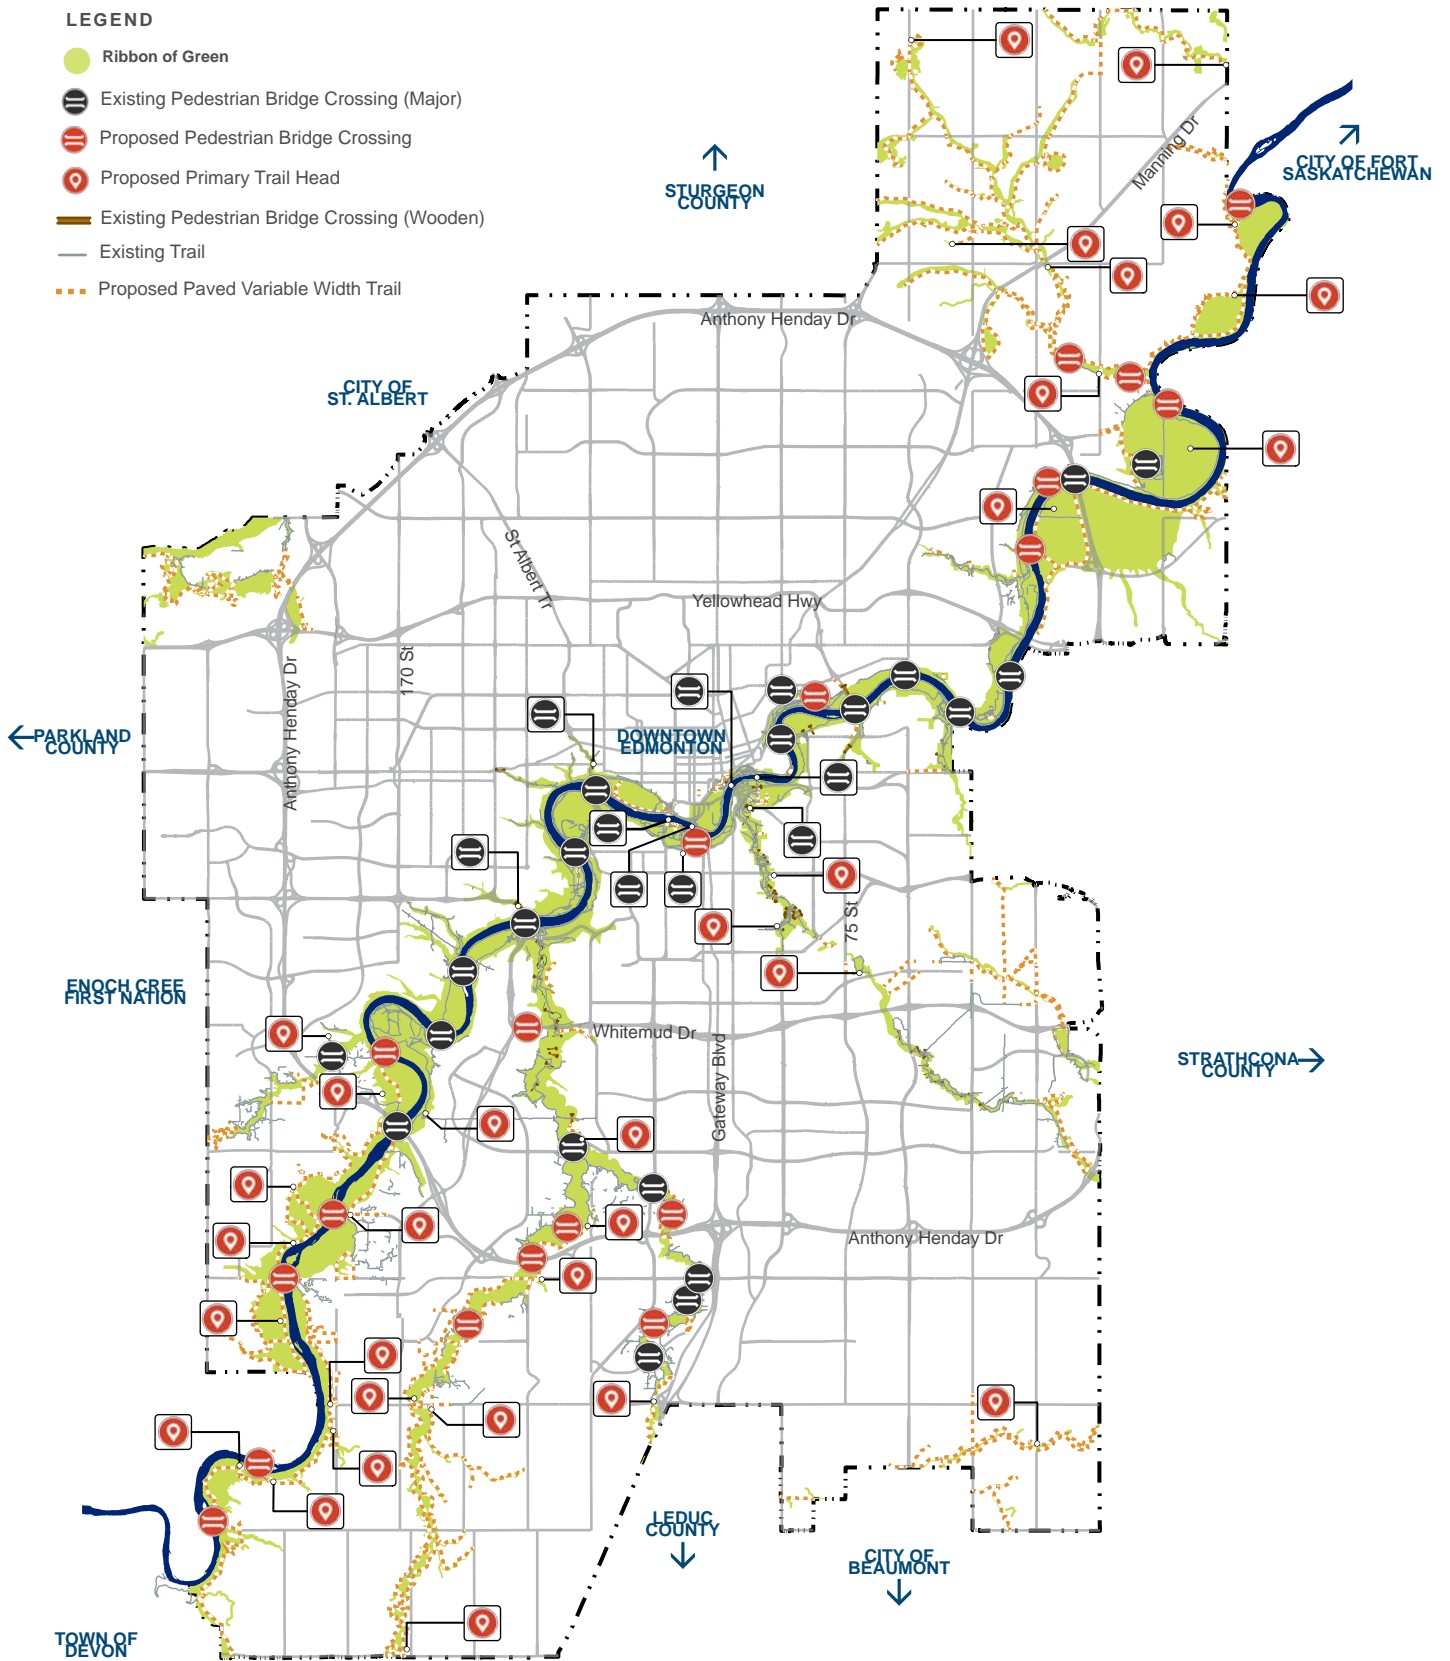 LEGEND
Ribbon of Green
Existing Pedestrian Bridge Crossing (Major)
Proposed Pedestrian Bridge Crossing
Proposed Primary Trail Head
Existing Pedestrian Bridge Crossing (Wooden)
Existing Trail
Proposed Paved Variable Width Trail
Manning Dr
CITY OF FORT
SASKATCHEWAN
STURGEON
COUNTY
Anthony Henday Dr
CITY OF
ST. ALBERT
St Albert Tr
Yellowhead Hwy
170 St
Anthony Henday Dr
PARKLAND
COUNTY
DOWNTOWN
EDMONTON
75 St
ENOCH CREE
FIRST NATION
Whitemud Dr
Gateway Blvd
STRATHCONA
COUNTY
Anthony Henday Dr
LEDUC
COUNTY
CITY OF
BEAUMONT
TOWN OF
DEVON